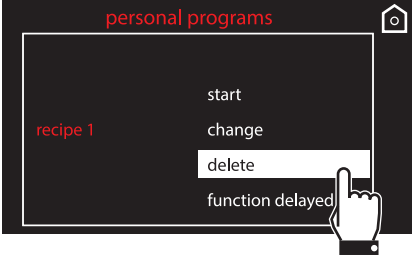 personal programs
start
recipe 1
change
delete
function delayed